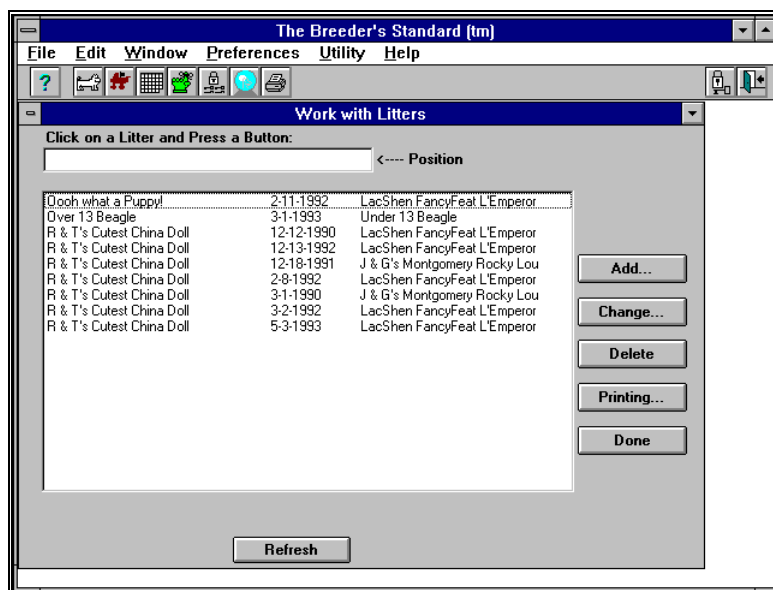 The Breeder's Standard (tm)
File Edit Window Preferences Utility Help
?
Work with Litters
Click on a Litter and Press a Button:
<---- Position
Oooh what a Puppy! 2-11-1992 LacShen FancyFeat L'Emperor
Over 13 Beagle 3-1-1993 Under 13 Beagle
R & T's Cutest China Doll 12-12-1990 LacShen FancyFeat L'Emperor
R & T's Cutest China Doll 12-13-1992 LacShen FancyFeat L'Emperor
R & T's Cutest China Doll 12-18-1991 J & G's Montgomery Rocky Lou
R & T's Cutest China Doll 2-8-1992 LacShen FancyFeat L'Emperor
R & T's Cutest China Doll 3-1-1990 J & G's Montgomery Rocky Lou
R & T's Cutest China Doll 3-2-1992 LacShen FancyFeat L'Emperor
R & T's Cutest China Doll 5-3-1993 LacShen FancyFeat L'Emperor
Add...
Change...
Delete
Printing...
Done
Refresh